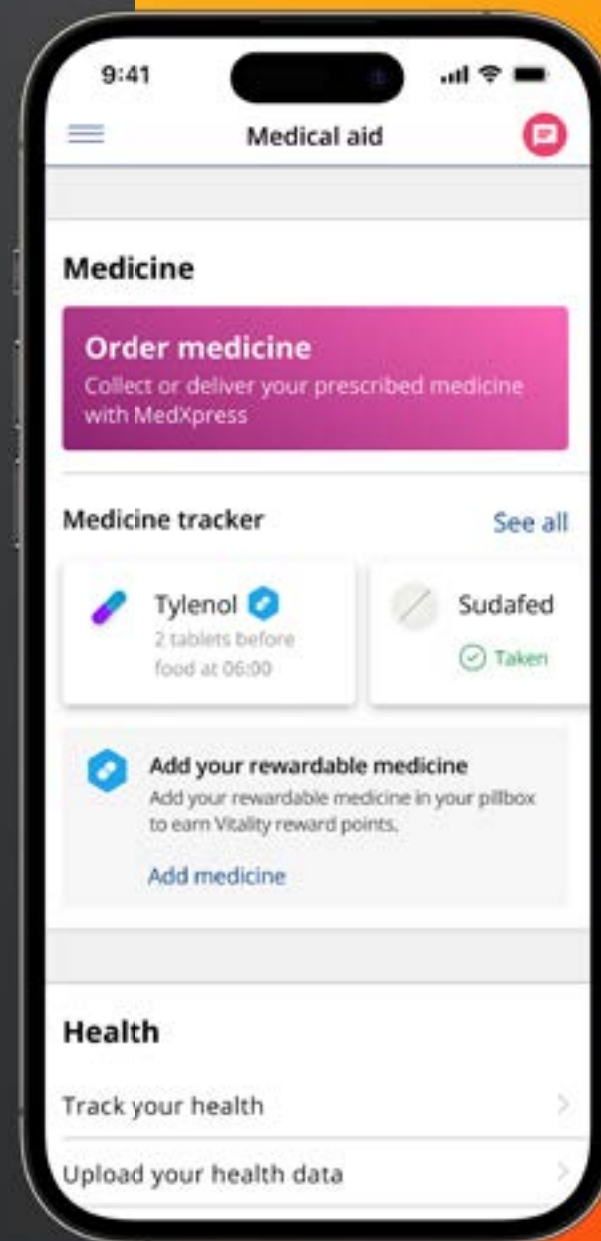 9:41
Medical aid
Medicine
Order medicine
Collect or deliver your prescribed medicine
with MedXpress
Medicine tracker
See all
Tylenol
2 tablets before
food at 06:00
Sudafed
Taken
Add your rewardable medicine
Add your rewardable medicine in your pillbox
to earn Vitality reward points.
Add medicine
Health
Track your health
Upload your health data